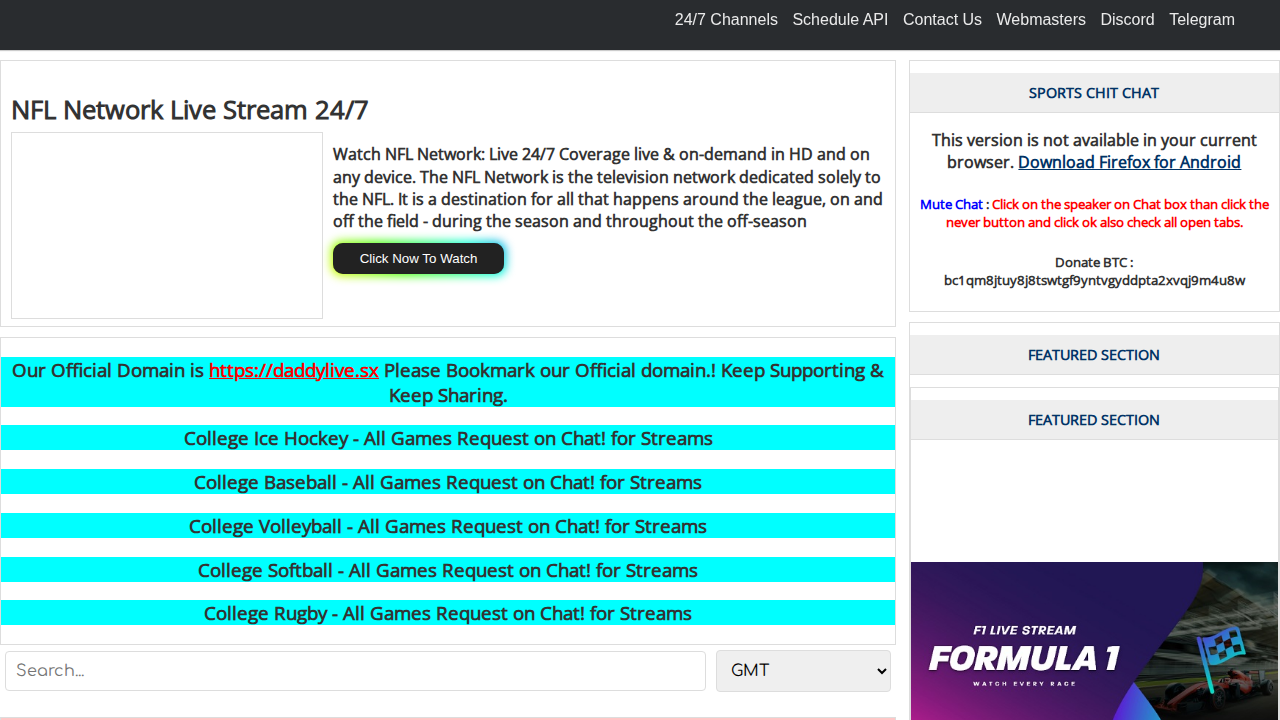 24/7 Channels Schedule API Contact Us Webmasters Discord Telegram
NFL Network Live Stream 24/7
Watch NFL Network: Live 24/7 Coverage live & on-demand in HD and on
any device. The NFL Network is the television network dedicated solely to
the NFL. It is a destination for all that happens around the league, on and
off the field - during the season and throughout the off-season
Click Now To Watch
Our Official Domain is https://daddylive.sx Please Bookmark our Official domain.! Keep Supporting &
Keep Sharing.
College Ice Hockey - All Games Request on Chat! for Streams
College Baseball - All Games Request on Chat! for Streams
College Volleyball - All Games Request on Chat! for Streams
College Softball - All Games Request on Chat! for Streams
College Rugby - All Games Request on Chat! for Streams
Search...
GMT
SPORTS CHIT CHAT
This version is not available in your current
browser. Download Firefox for Android
Mute Chat : Click on the speaker on Chat box than click the
never button and click ok also check all open tabs.
Donate BTC :
bc1qm8jtuy8j8tswtgf9yntvgyddpta2xvqj9m4u8w
FEATURED SECTION
FEATURED SECTION
F1 LIVE STREAM
FORMULA 1
WATCH EVERY RACE